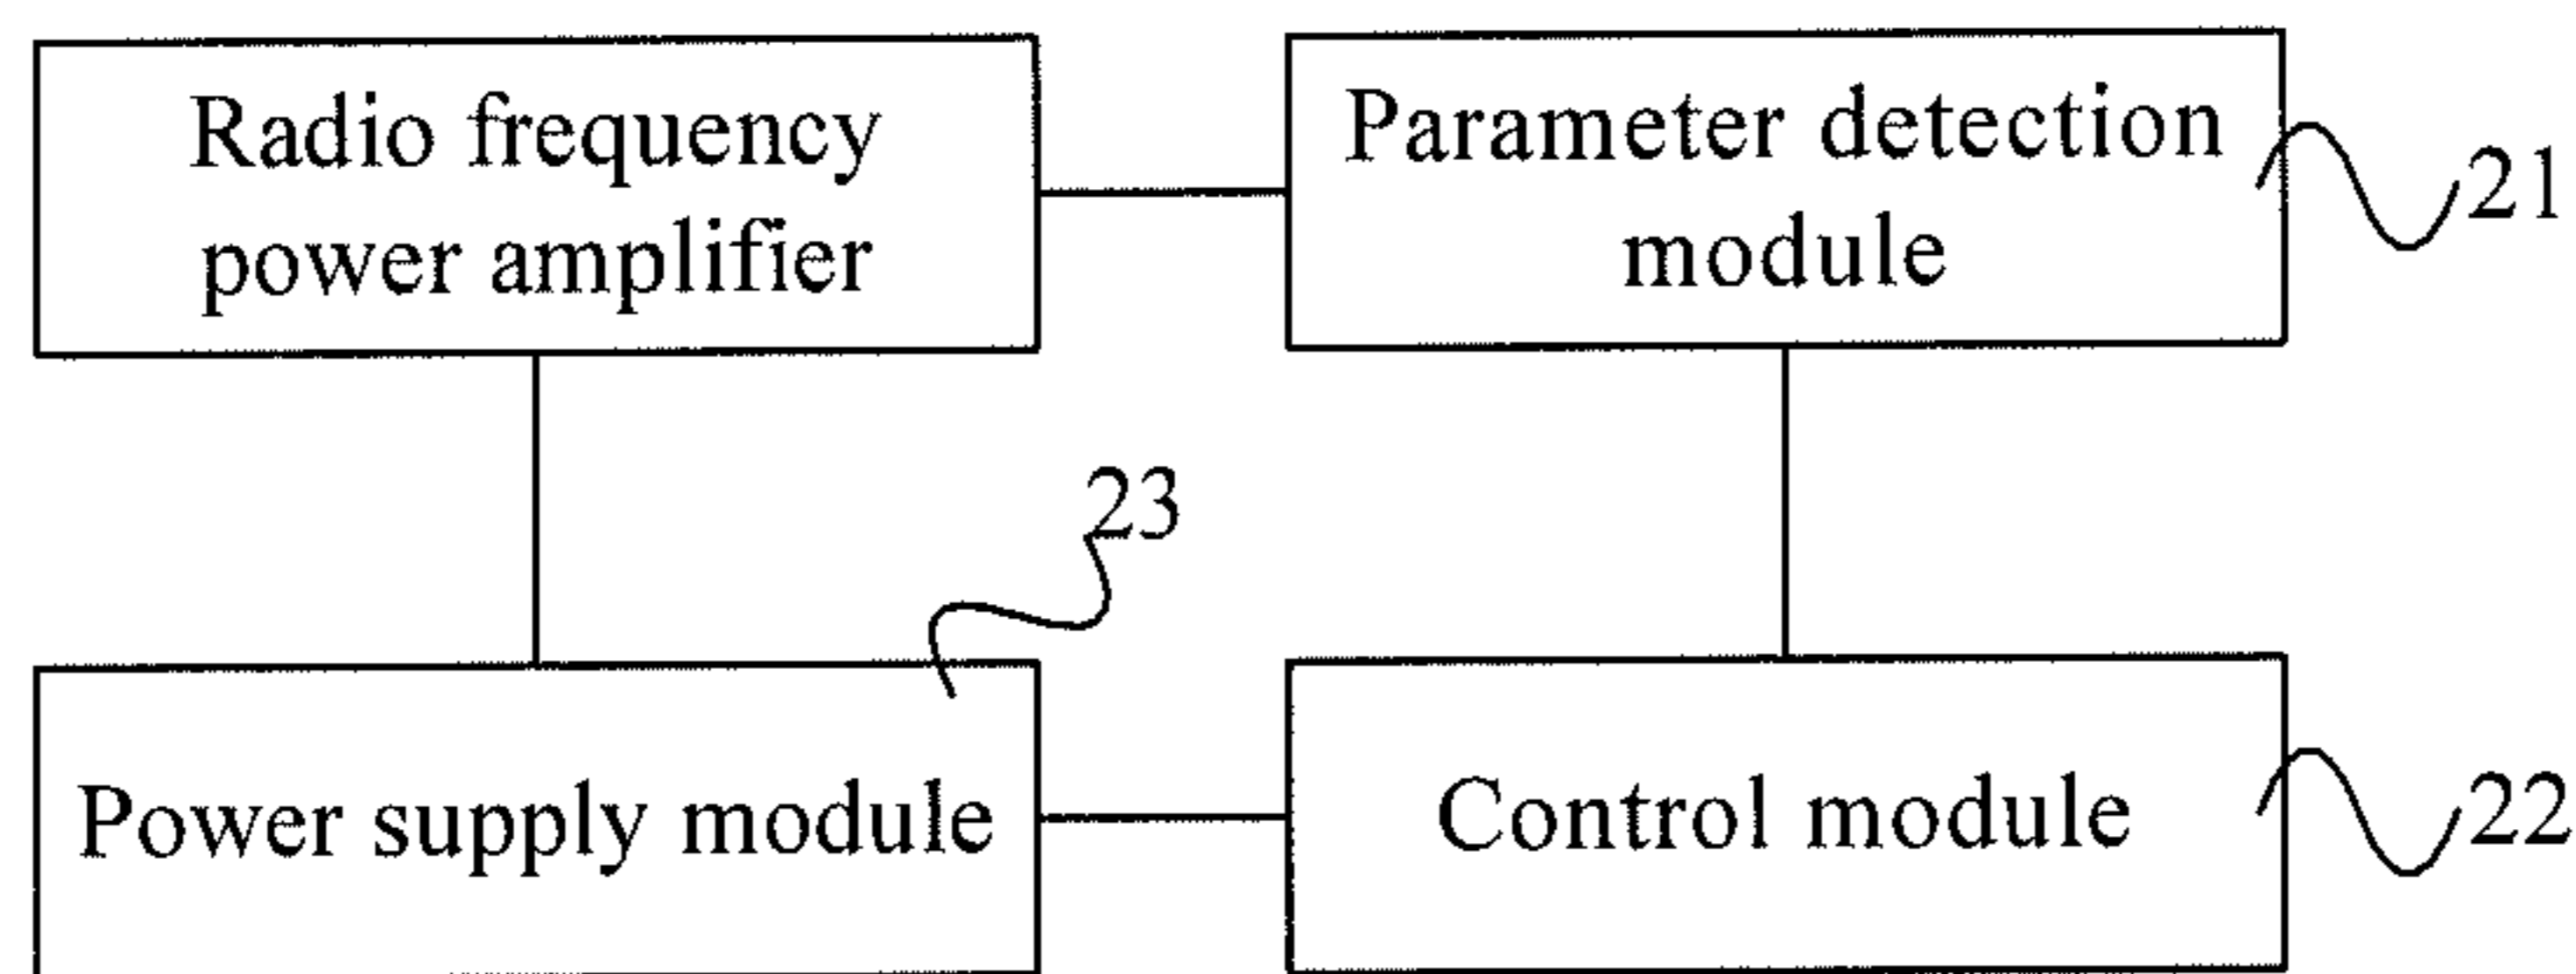 Radio frequency
power amplifier
Parameter detection
module
21
23
Power supply module
Control module
22